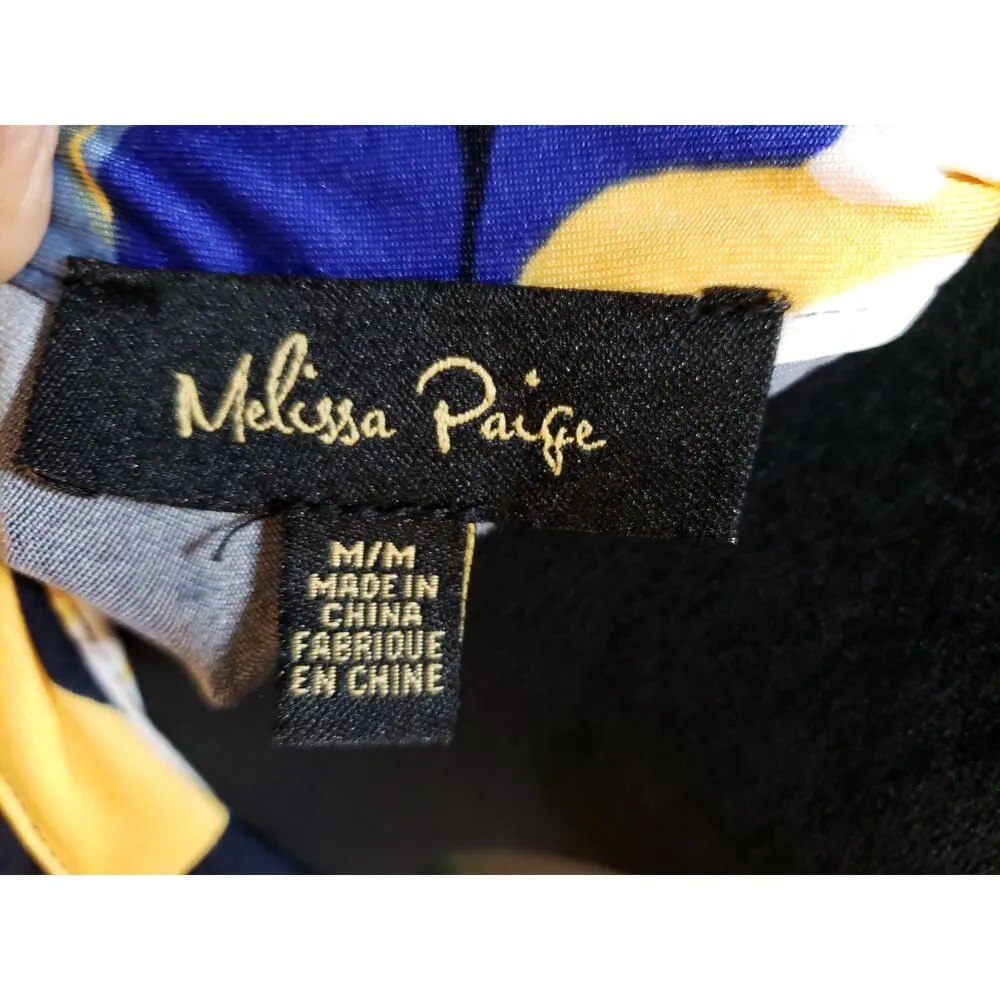 Melissa Paige
M/M
MADE IN
CHINA
FABRIQUE
EN CHINE